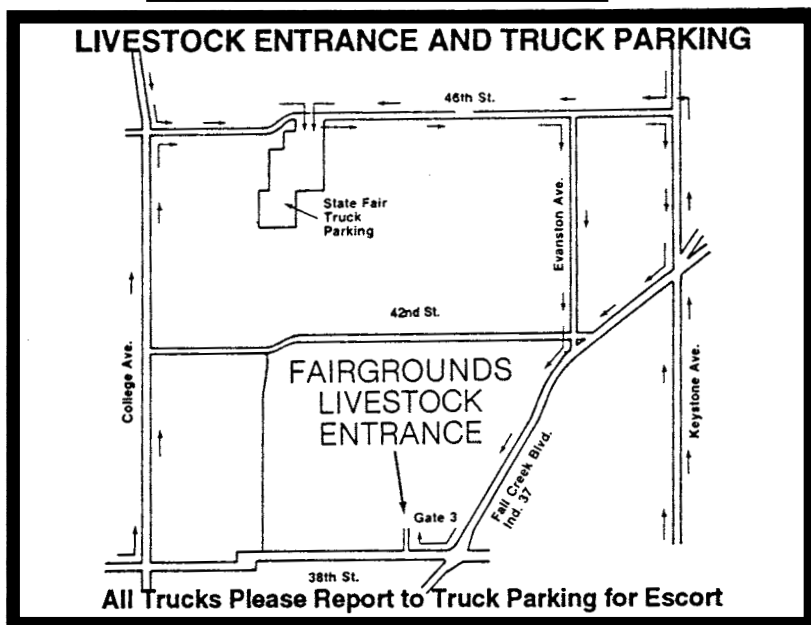 LIVESTOCK ENTRANCE AND TRUCK PARKING
46th St.
State Fair
Truck
Parking
Evanston Ave.
42nd St.
College Ave.
FAIRGROUNDS
LIVESTOCK
ENTRANCE
Keystone Ave.
Fall Creek Blvd.
Ind. 37
Gate 3
38th St.
All Trucks Please Report to Truck Parking for Escort